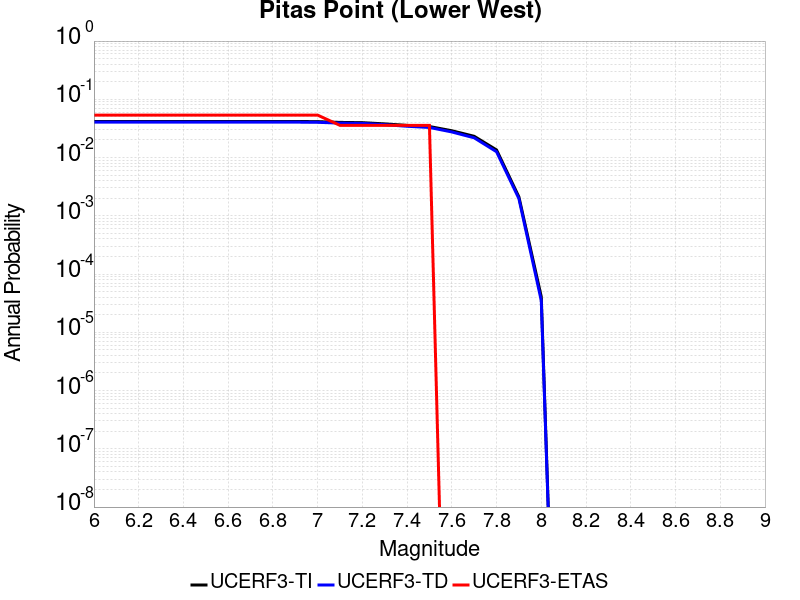 Pitas Point (Lower West)
10^0
10^-1
10^-2
10^-3
10^-4
10^-5
10^-6
10^-7
10^-8
Annual Probability
6 6.2 6.4 6.6 6.8 7 7.2 7.4 7.6 7.8 8 8.2 8.4 8.6 8.8 9
Magnitude
UCERF3-TI UCERF3-TD UCERF3-ETAS